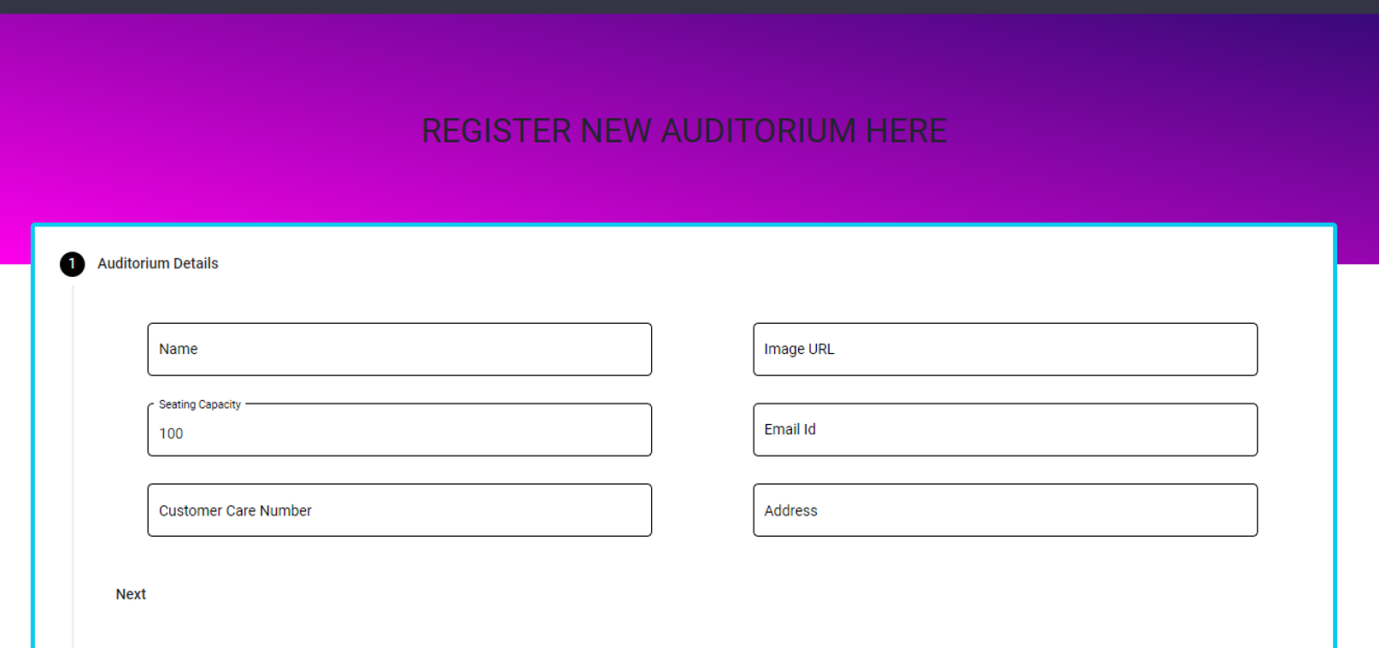 REGISTER NEW AUDITORIUM HERE
1 Auditorium Details
Name
Image URL
Seating Capacity
100
Email Id
Customer Care Number
Address
Next